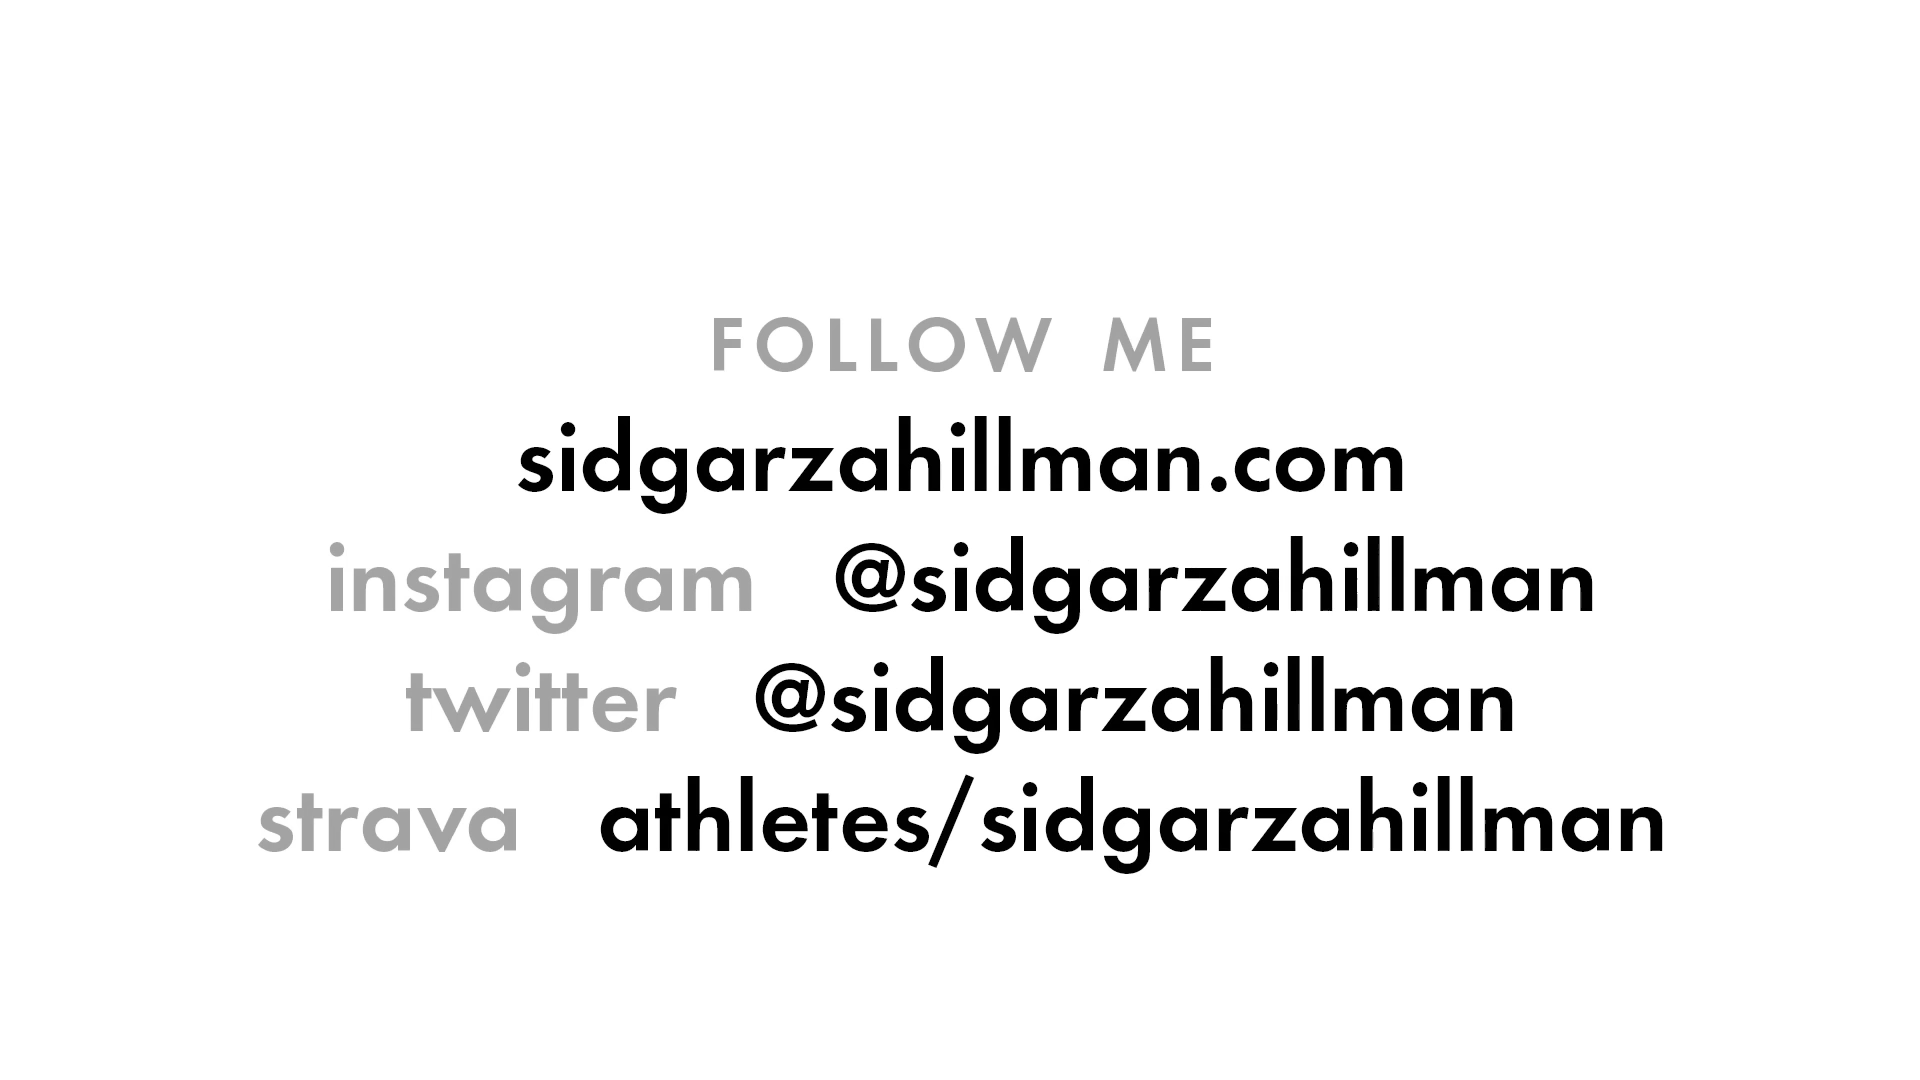 FOLLOW ME
sidgarzahillman.com
instagram @sidgarzahillman
twitter @sidgarzahillman
strava athletes/sidgarzahillman